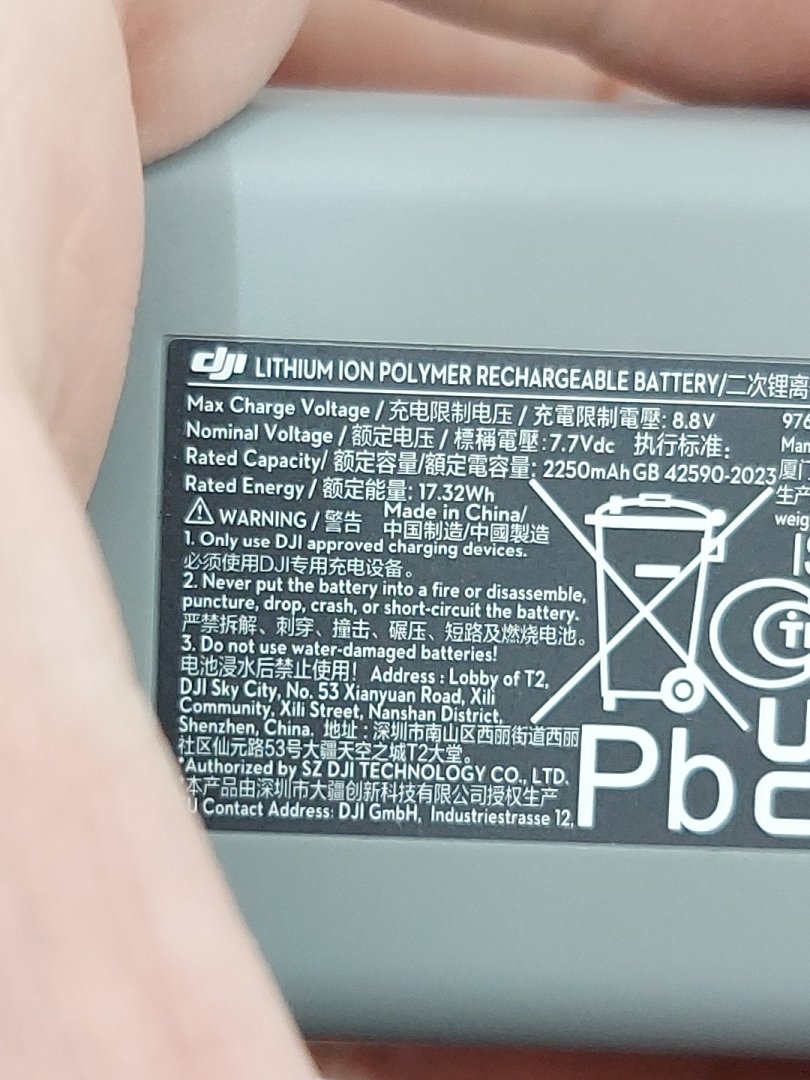 dji LITHIUM ION POLYMER RECHARGEABLE BATTERY/二次锂离
Max Charge Voltage / 充电限制电压 / 充電限制電壓: 8.8V
Nominal Voltage / 额定电压 / 標稱電壓:7.7Vdc 执行标准:
Rated Capacity/ 额定容量/額定電容量: 2250mAh GB 42590-2023
Rated Energy / 额定能量: 17.32Wh
WARNING / 警告 Made in China/
中国制造/中國製造
1. Only use DJI approved charging devices.
必须使用DJI专用充电设备。
2. Never put the battery into a fire or disassemble,
puncture, drop, crash, or short-circuit the battery.
严禁拆解、刺穿、撞击、碾压、短路及燃烧电池。
3. Do not use water-damaged batteries!
电池浸水后禁止使用! Address : Lobby of T2,
DJI Sky City, No. 53 Xianyuan Road, Xili
Community, Xili Street, Nanshan District,
Shenzhen, China, 地址 : 深圳市南山区西丽街道西丽
社区仙元路53号大疆天空之城T2大堂。
*Authorized by SZ DJI TECHNOLOGY CO., LTD.
*本产品由深圳市大疆创新科技有限公司授权生产
U Contact Address: DJI GmbH, Industriestrasse 12,
976
Man
厦门
生产
weig
Pb